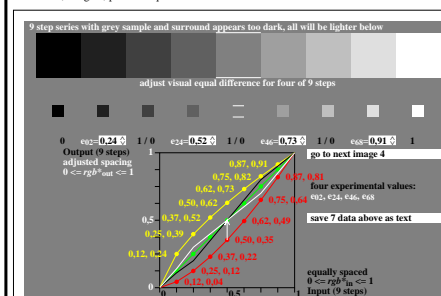 9 step series with grey sample and surround appears too dark, all will be lighter below
adjust visual equal difference for four of 9 steps
0 e02=0,24 1 / 0 e24=0,52 1 / 0 e46=0,73 1 / 0 e68=0,91 1
Output (9 steps)
adjusted spacing
0 <= rgb*out <= 1
1
0,87, 0,91
0,75, 0,82
0,62, 0,73
0,50, 0,62
0,37, 0,52
0,25, 0,39
0,12, 0,24
0,87, 0,81
0,75, 0,64
0,62, 0,49
0,50, 0,35
0,37, 0,22
0,25, 0,12
0,12, 0,04
0,5
0
0 0,5 1
go to next image 4
four experimental values:
e02, e24, e46, e68
save 7 data above as text
equally spaced
0 <= rgb*in <= 1
Input (9 steps)